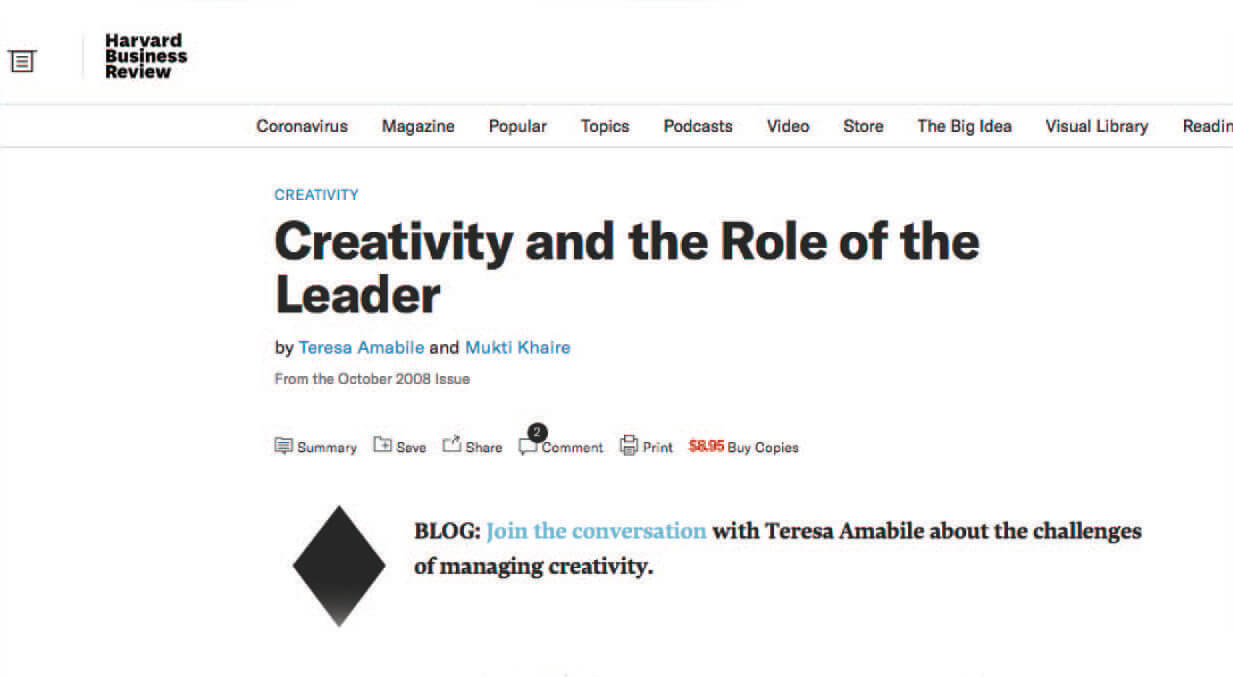 Harvard
Business
Review
Coronavirus Magazine Popular Topics Podcasts Video Store The Big Idea Visual Library Readin
CREATIVITY
Creativity and the Role of the
Leader
by Teresa Amabile and Mukti Khaire
From the October 2008 Issue
Summary Save Share 2 Comment Print $8.95 Buy Copies
BLOG: Join the conversation with Teresa Amabile about the challenges
of managing creativity.